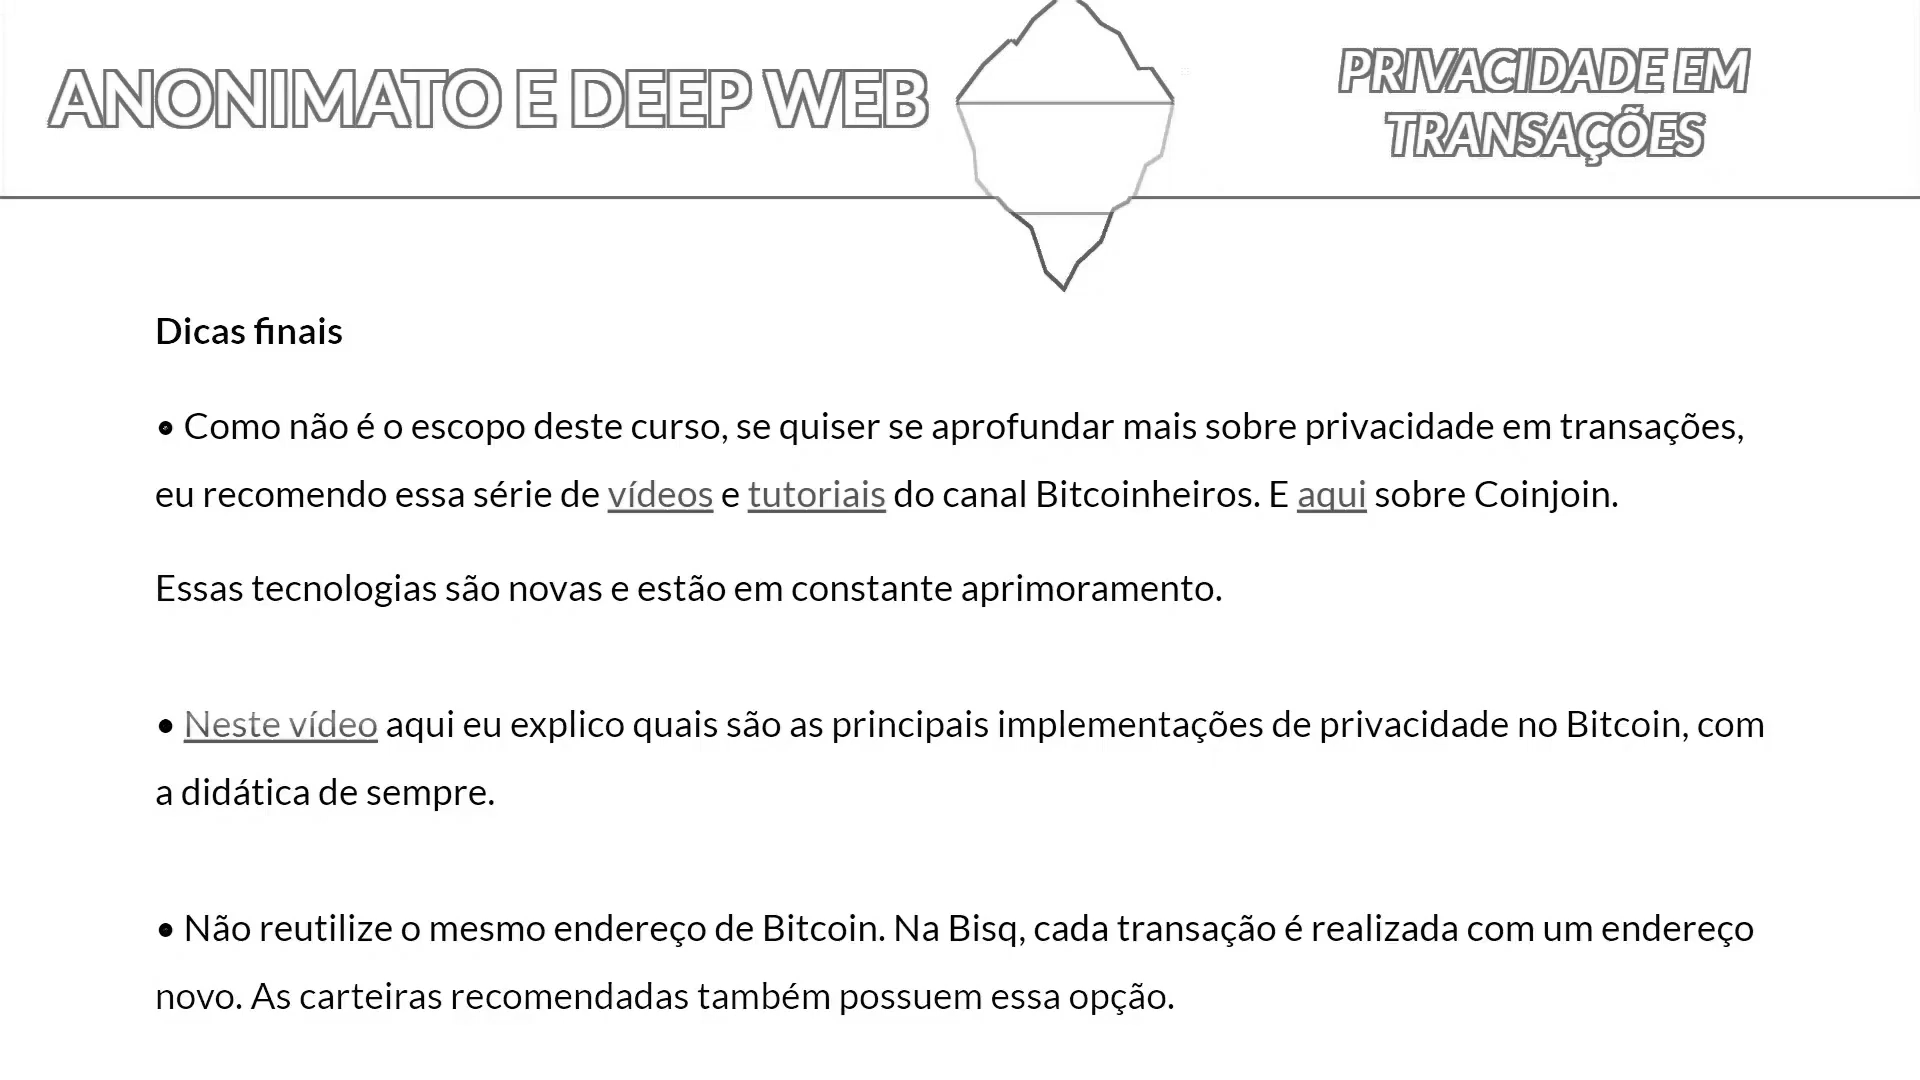 ANONIMATO E DEEP WEB
PRIVACIDADE EM
TRANSAÇÕES
Dicas finais
• Como não é o escopo deste curso, se quiser se aprofundar mais sobre privacidade em transações,
eu recomendo essa série de vídeos e tutoriais do canal Bitcoinheiros. E aqui sobre Coinjoin.
Essas tecnologias são novas e estão em constante aprimoramento.
• Neste vídeo aqui eu explico quais são as principais implementações de privacidade no Bitcoin, com
a didática de sempre.
• Não reutilize o mesmo endereço de Bitcoin. Na Bisq, cada transação é realizada com um endereço
novo. As carteiras recomendadas também possuem essa opção.